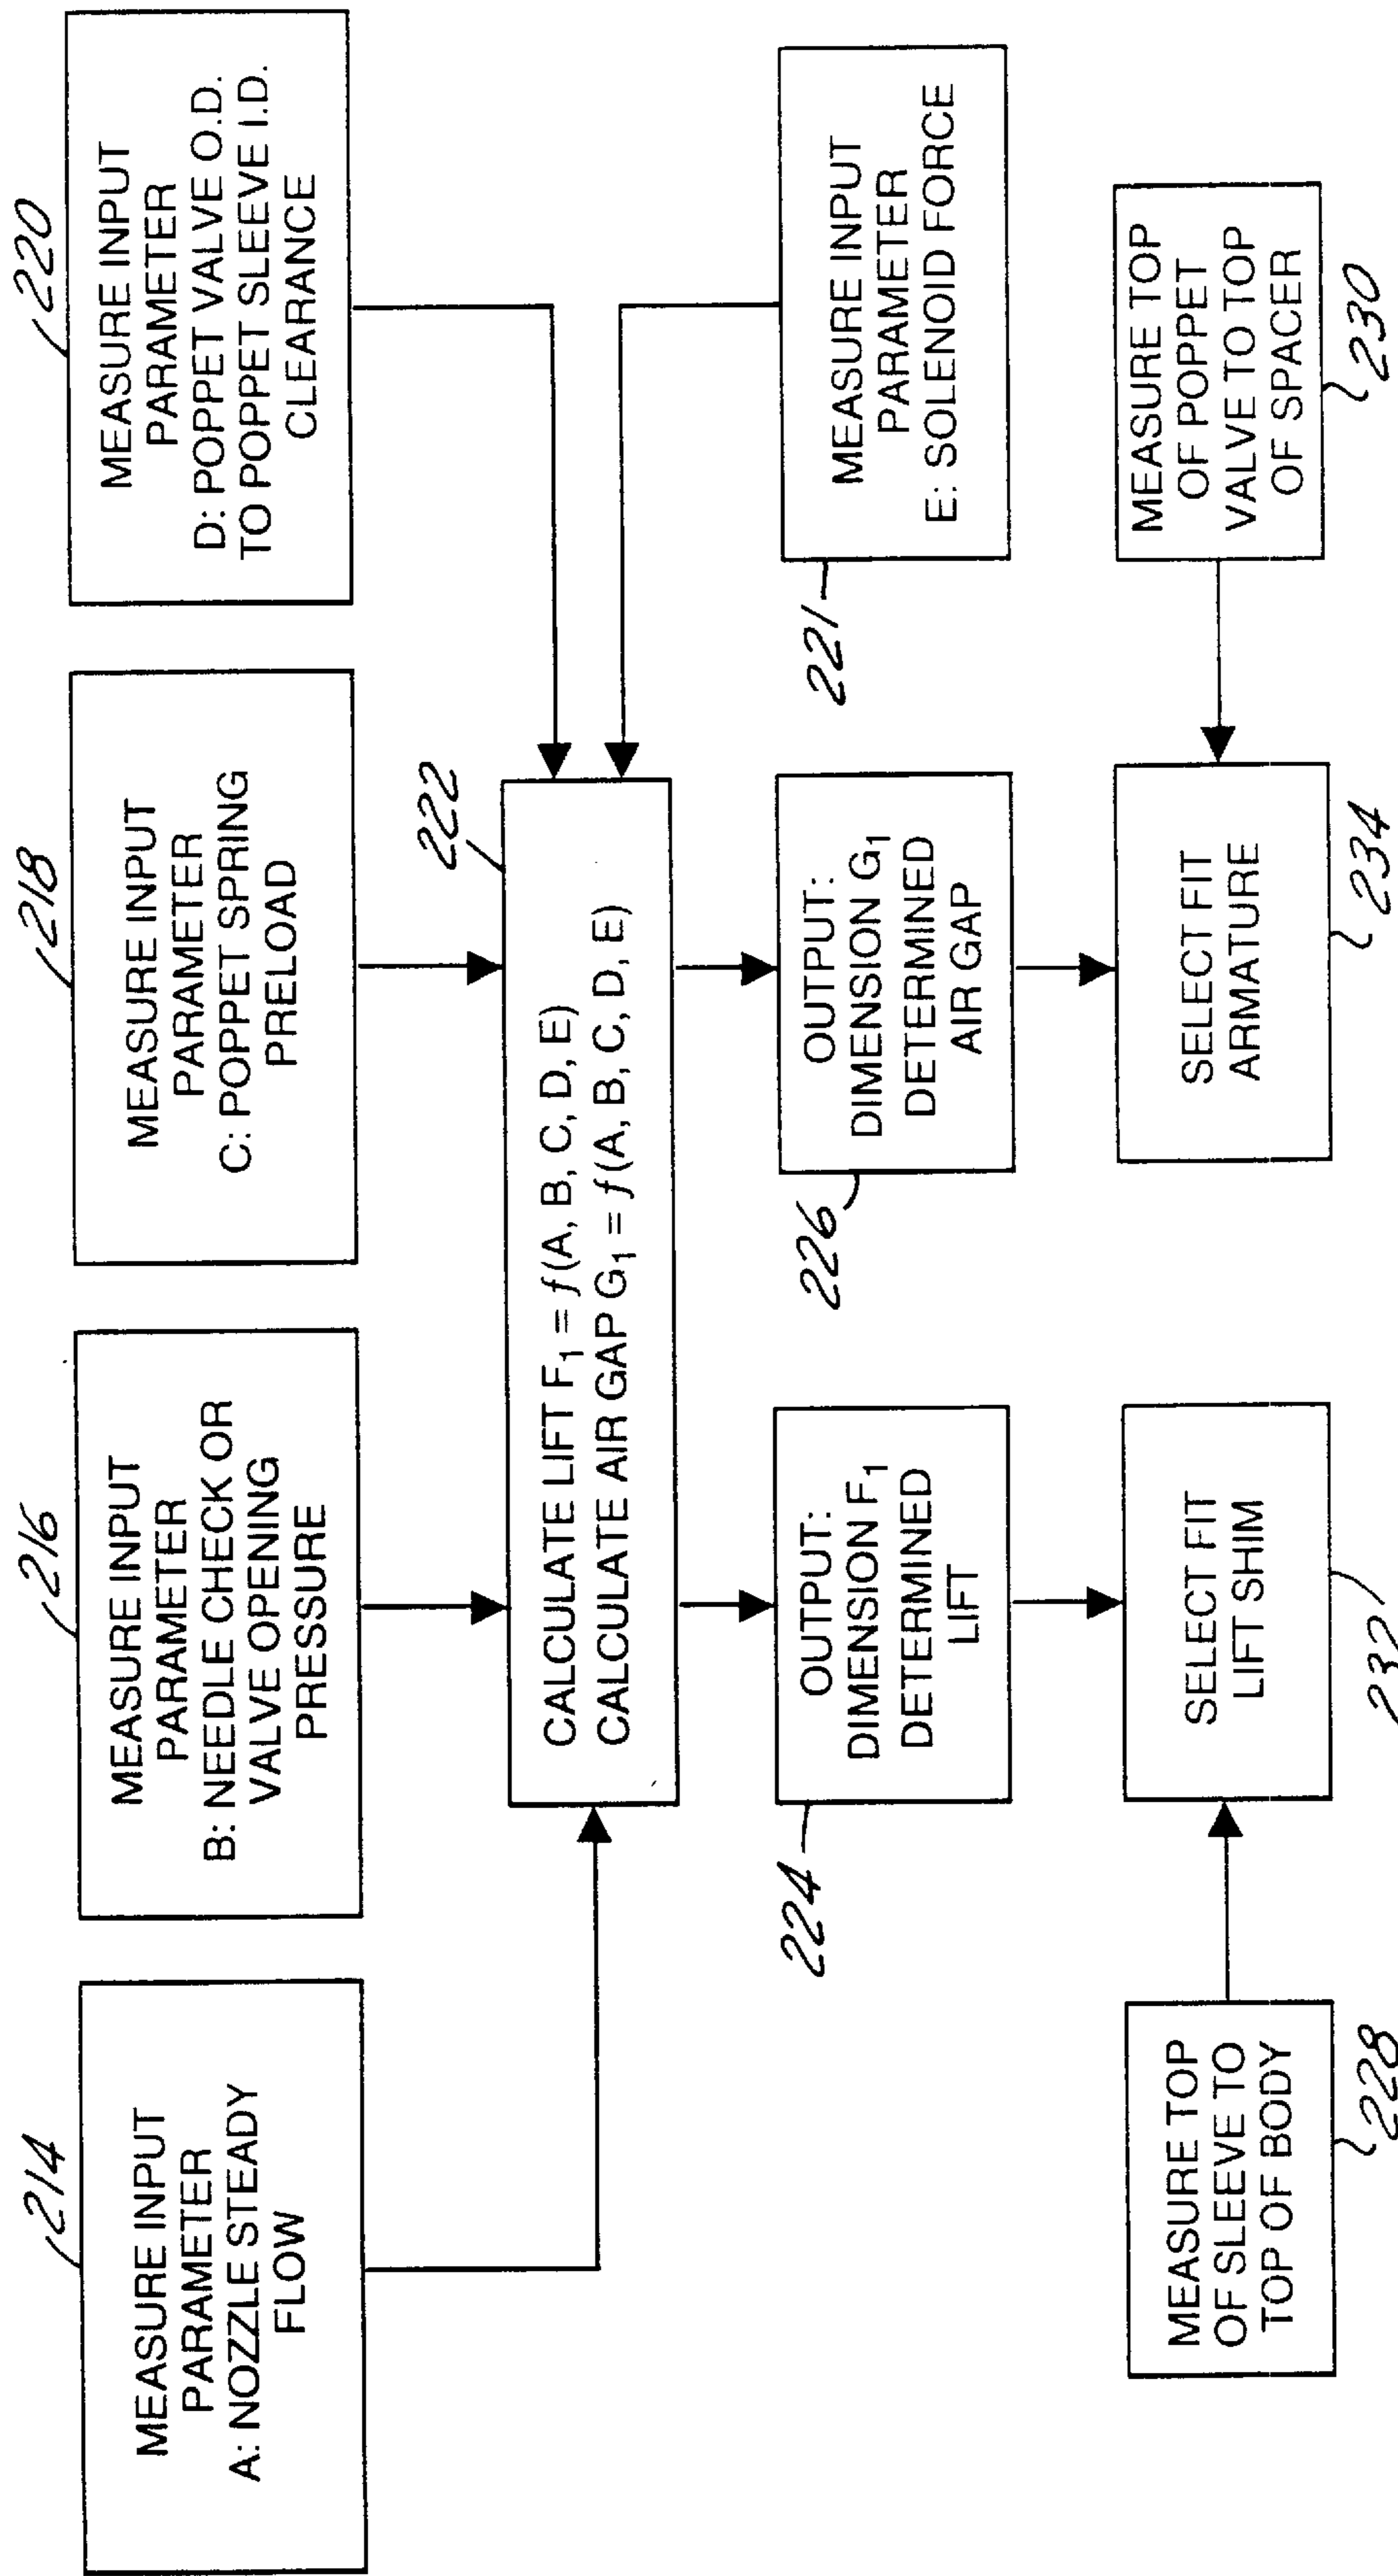 214
MEASURE INPUT
PARAMETER
A: NOZZLE STEADY
FLOW
216
MEASURE INPUT
PARAMETER
B: NEEDLE CHECK OR
VALVE OPENING
PRESSURE
218
MEASURE INPUT
PARAMETER
C: POPPET SPRING
PRELOAD
220
MEASURE INPUT
PARAMETER
D: POPPET VALVE O.D.
TO POPPET SLEEVE I.D.
CLEARANCE
222
CALCULATE LIFT F₁ = f(A, B, C, D, E)
CALCULATE AIR GAP G₁ = f(A, B, C, D, E)
221
MEASURE INPUT
PARAMETER
E: SOLENOID FORCE
224
OUTPUT:
DIMENSION F₁
DETERMINED
LIFT
226
OUTPUT:
DIMENSION G₁
DETERMINED
AIR GAP
MEASURE TOP
OF SLEEVE TO
TOP OF BODY
228
SELECT FIT
LIFT SHIM
232
SELECT FIT
ARMATURE
234
MEASURE TOP
OF POPPET
VALVE TO TOP
OF SPACER
230